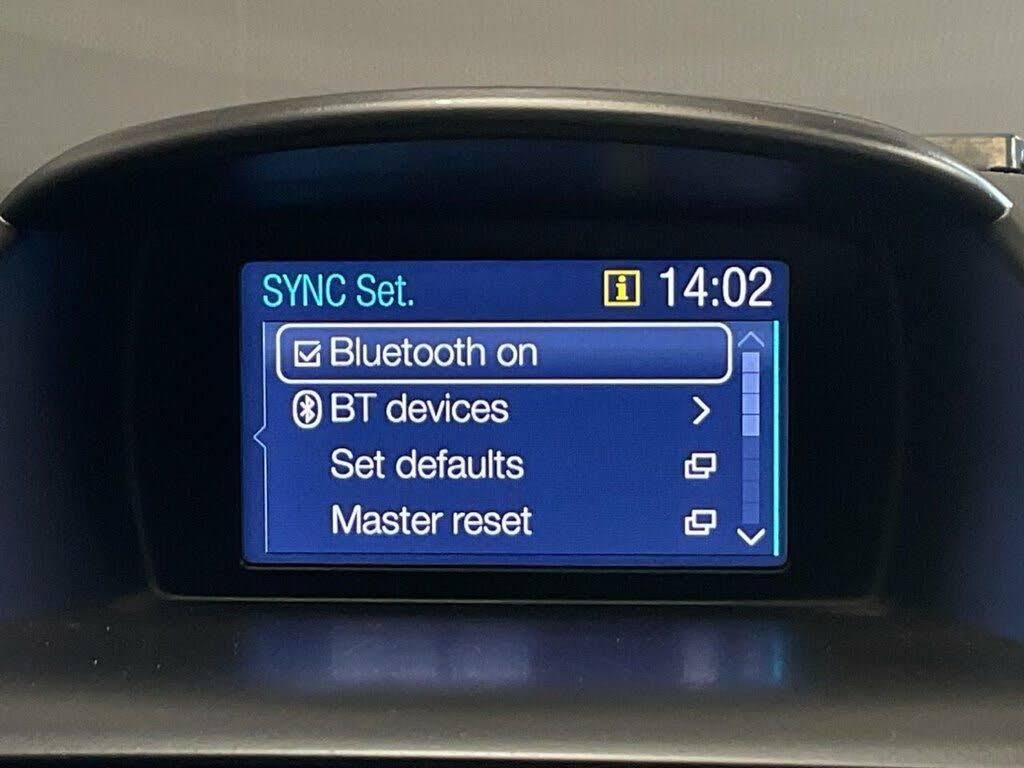 SYNC Set. i 14:02
Bluetooth on
BT devices
Set defaults
Master reset